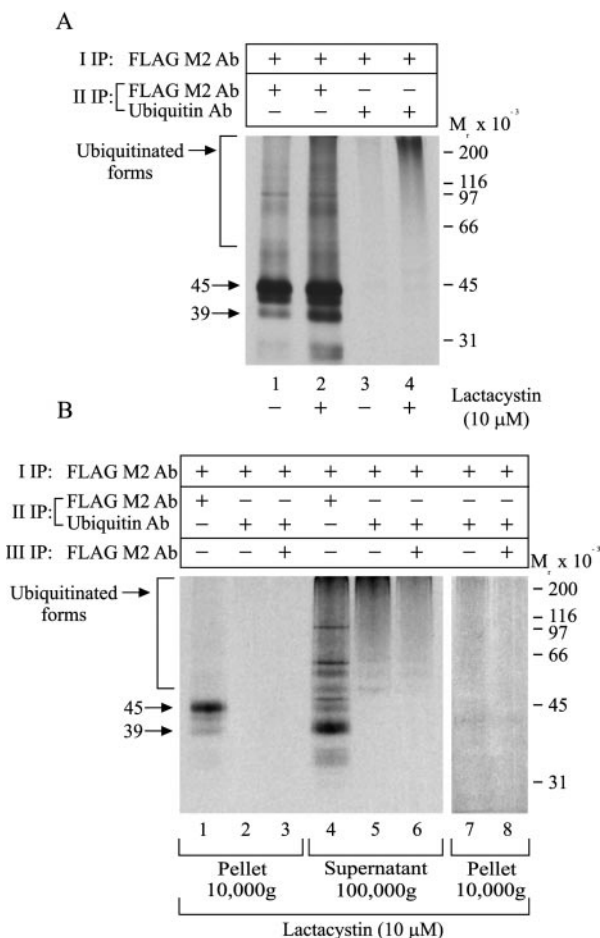 A
I IP: FLAG M2 Ab + + + +
II IP: FLAG M2 Ab + + – –
Ubiquitin Ab – – + +
M_r x 10⁻³
Ubiquitinated
forms
200
116
97
66
45 45
39
31
1 2 3 4
– + – +
Lactacystin
(10 µM)
B
I IP: FLAG M2 Ab + + + + + + + +
II IP: FLAG M2 Ab + – – + – – – –
Ubiquitin Ab – + + – + + + +
III IP: FLAG M2 Ab – – + – – + – +
M_r x 10⁻³
Ubiquitinated
forms
200
116
97
66
45 45
39
31
1 2 3 4 5 6 7 8
Pellet Supernatant Pellet
10,000g 100,000g 10,000g
Lactacystin (10 µM)